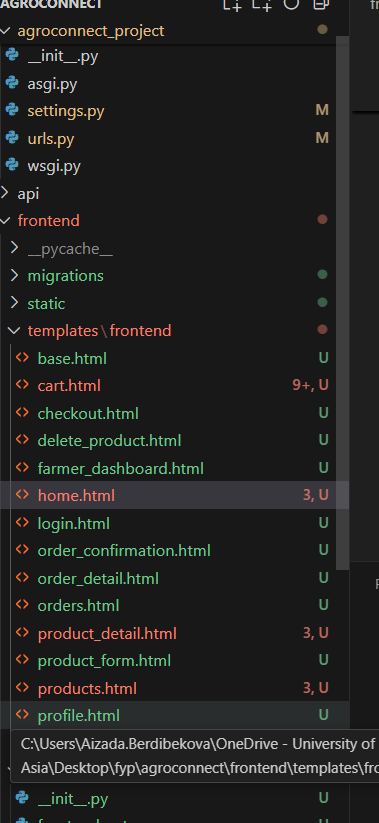 AGROCONNECT
agroconnect_project
__init__.py
asgi.py
settings.py M
urls.py M
wsgi.py
api
frontend
__pycache__
migrations
static
templates\frontend
base.html U
cart.html 9+, U
checkout.html U
delete_product.html U
farmer_dashboard.html U
home.html 3, U
login.html U
order_confirmation.html U
order_detail.html U
orders.html U
product_detail.html 3, U
product_form.html U
products.html 3, U
profile.html U
C:\Users\Aizada.Berdibekova\OneDrive - University of
Asia\Desktop\fyp\agroconnect\frontend\templates\fro
__init__.py U